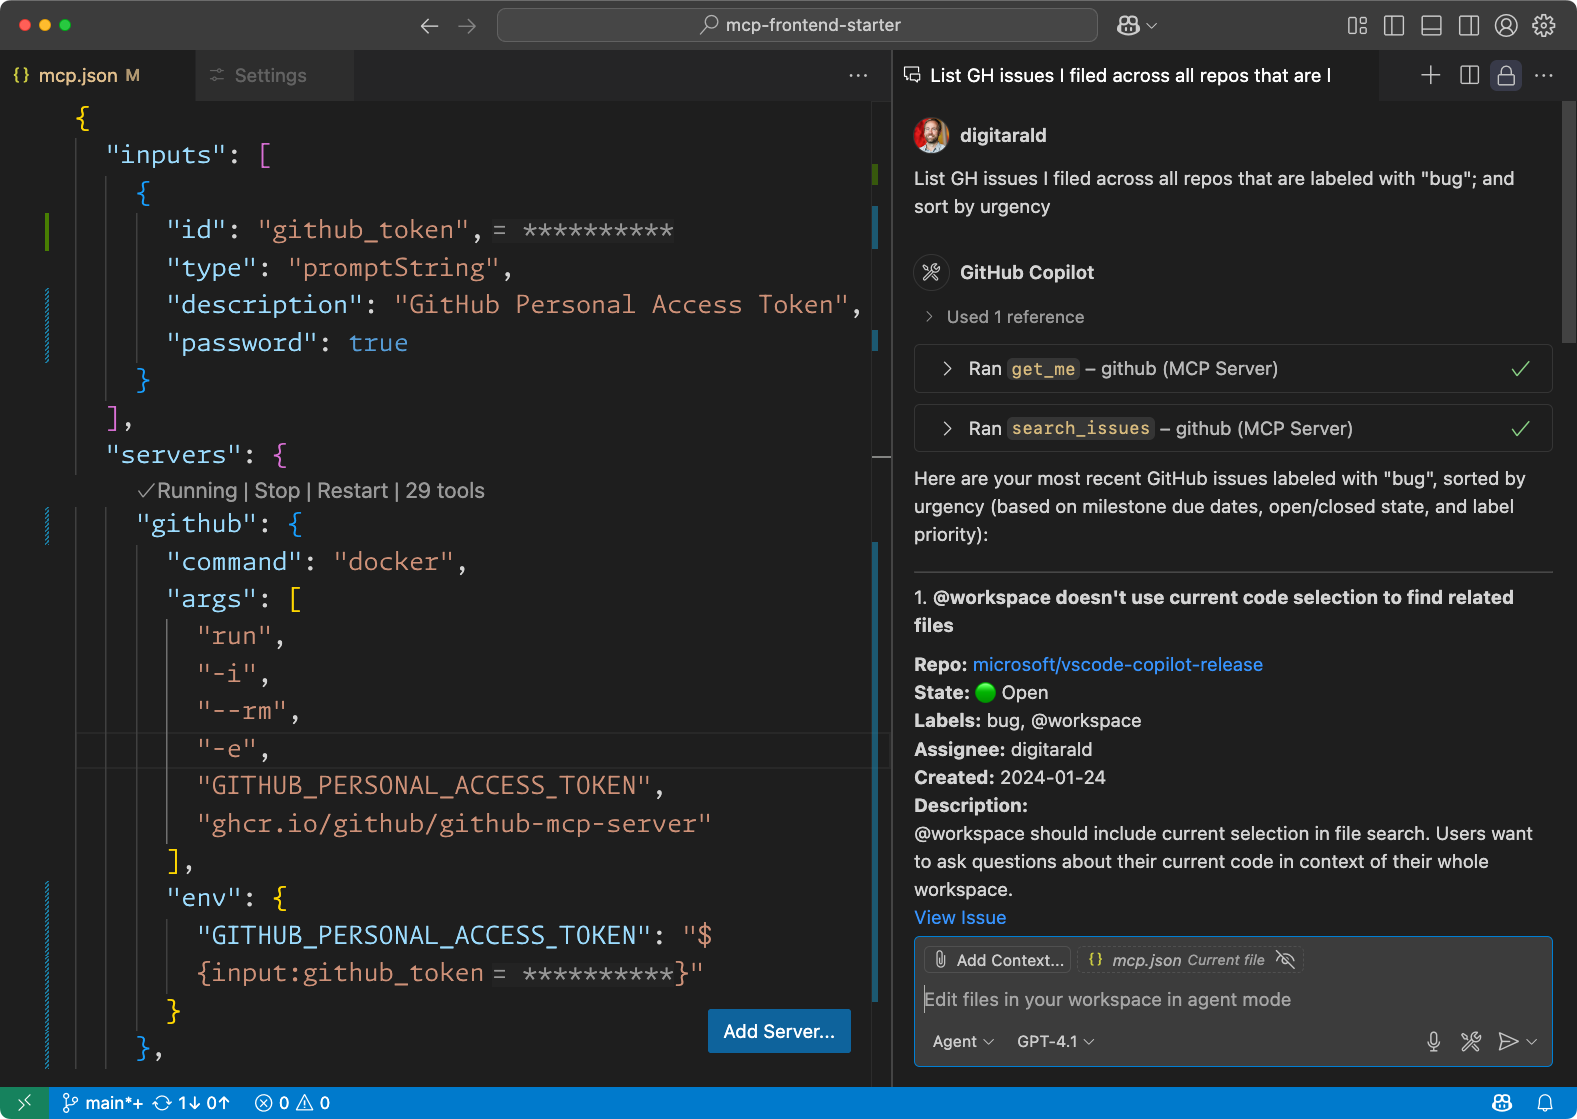 mcp-frontend-starter
{} mcp.json M
Settings
List GH issues I filed across all repos that are l
{
"inputs": [
{
"id": "github_token", = **********
"type": "promptString",
"description": "GitHub Personal Access Token",
"password": true
}
],
"servers": {
✓Running | Stop | Restart | 29 tools
"github": {
"command": "docker",
"args": [
"run",
"-i",
"--rm",
"-e",
"GITHUB_PERSONAL_ACCESS_TOKEN",
"ghcr.io/github/github-mcp-server"
],
"env": {
"GITHUB_PERSONAL_ACCESS_TOKEN": "$
{input:github_token = **********}"
}
},
Add Server...
digitarald
List GH issues I filed across all repos that are labeled with "bug"; and
sort by urgency
GitHub Copilot
Used 1 reference
Ran get_me – github (MCP Server)
Ran search_issues – github (MCP Server)
Here are your most recent GitHub issues labeled with "bug", sorted by
urgency (based on milestone due dates, open/closed state, and label
priority):
1. @workspace doesn't use current code selection to find related
files
Repo: microsoft/vscode-copilot-release
State: 🟢 Open
Labels: bug, @workspace
Assignee: digitarald
Created: 2024-01-24
Description:
@workspace should include current selection in file search. Users want
to ask questions about their current code in context of their whole
workspace.
View Issue
Add Context...
{} mcp.json Current file
Edit files in your workspace in agent mode
Agent
GPT-4.1
main*+ 1↓ 0↑ 0 0